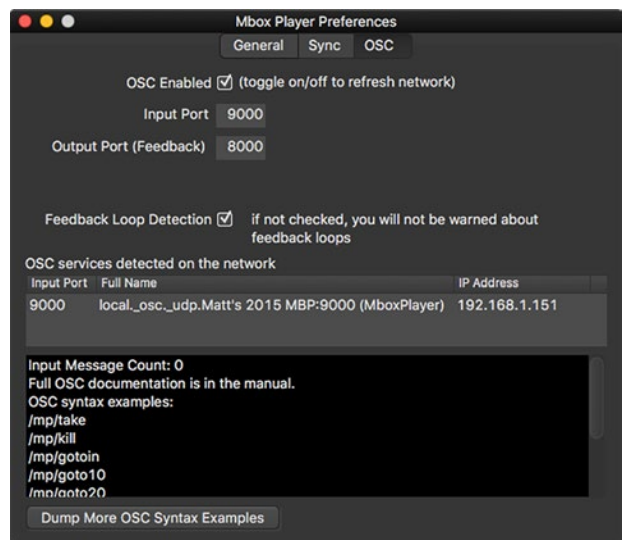 Mbox Player Preferences
General Sync OSC
OSC Enabled (toggle on/off to refresh network)
Input Port 9000
Output Port (Feedback) 8000
Feedback Loop Detection if not checked, you will not be warned about
feedback loops
OSC services detected on the network
Input Port Full Name IP Address
9000 local._osc._udp.Matt's 2015 MBP:9000 (MboxPlayer) 192.168.1.151
Input Message Count: 0
Full OSC documentation is in the manual.
OSC syntax examples:
/mp/take
/mp/kill
/mp/gotoin
/mp/goto10
/mp/goto20
Dump More OSC Syntax Examples